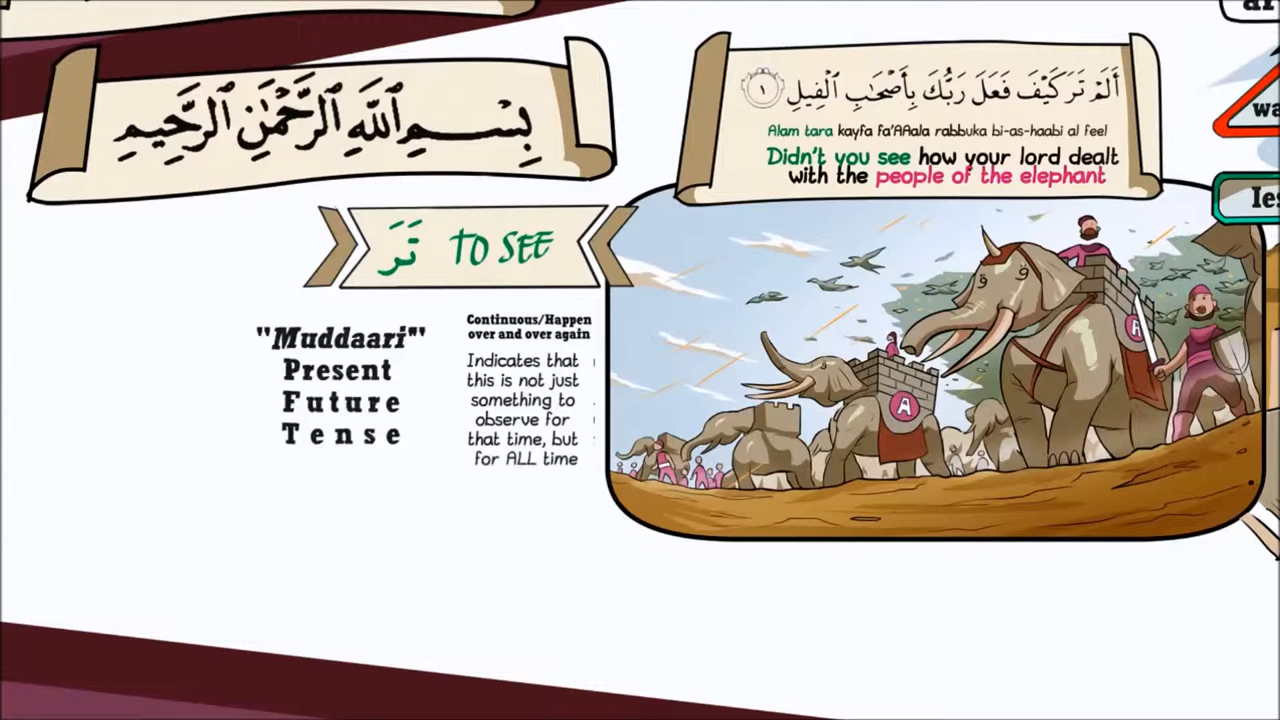 بِسْمِ ٱللَّهِ ٱلرَّحْمَٰنِ ٱلرَّحِيمِ
أَلَمْ تَرَ كَيْفَ فَعَلَ رَبُّكَ بِأَصْحَٰبِ ٱلْفِيلِ ١
Alam tara kayfa fa'AAala rabbuka bi-as-haabi al feel
Didn't you see how your lord dealt
with the people of the elephant
تَرَ TO SEE
"Muddaari'"
Present
Future
Tense
Continuous/Happen
over and over again
Indicates that
this is not just
something to
observe for
that time, but
for ALL time
A
A